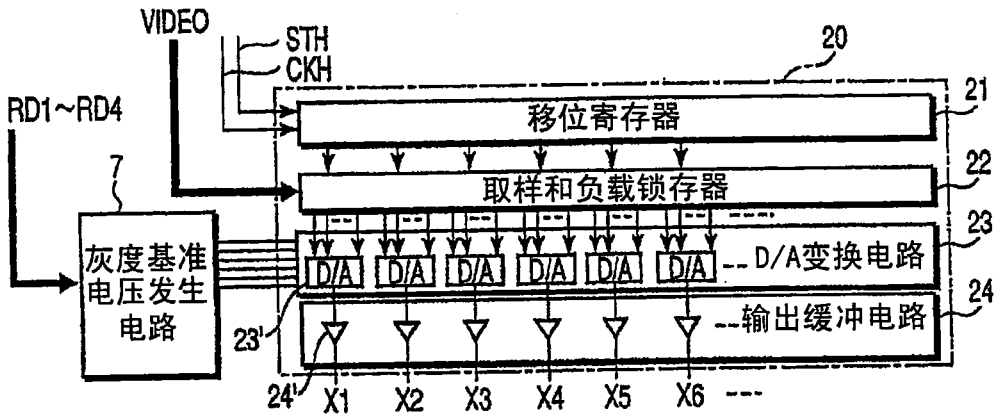 VIDEO
STH
CKH
20
RD1~RD4
21
移位寄存器
7
22
取样和负载锁存器
灰度基准
电压发生
电路
23
D/A D/A D/A D/A D/A D/A D/A变换电路
23'
24
输出缓冲电路
24'
X1 X2 X3 X4 X5 X6